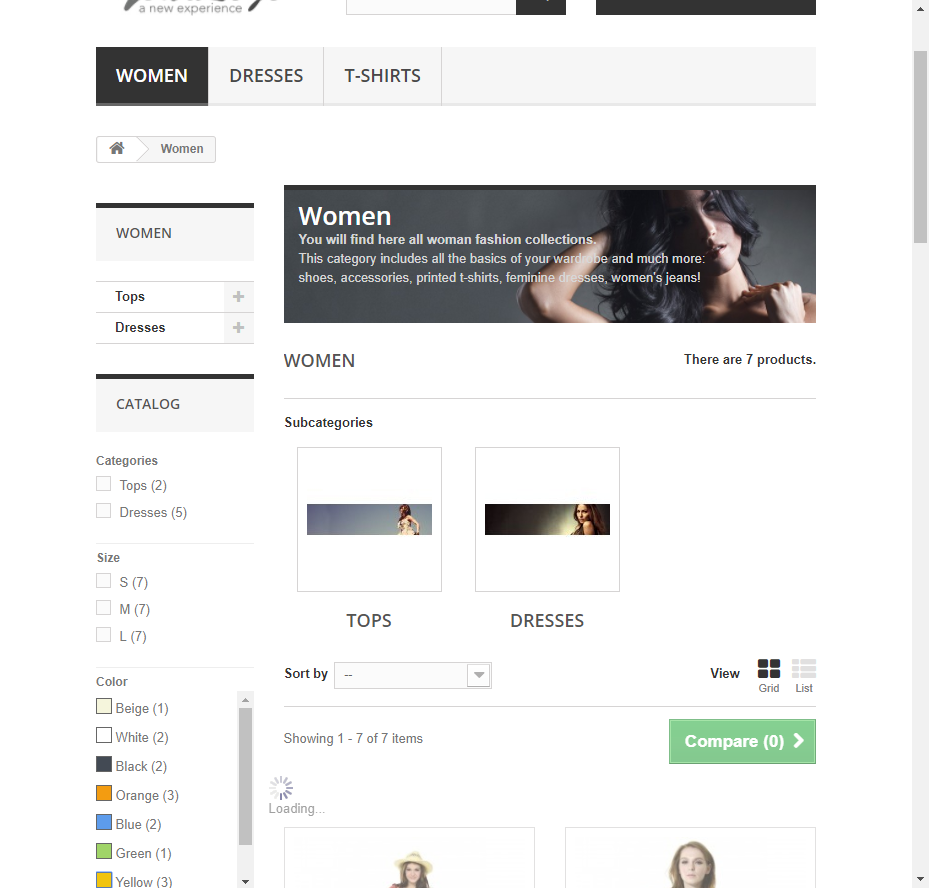 a new experience
WOMEN
DRESSES
T-SHIRTS
Women
WOMEN
Tops
Dresses
CATALOG
Categories
Tops (2)
Dresses (5)
Size
S (7)
M (7)
L (7)
Color
Beige (1)
White (2)
Black (2)
Orange (3)
Blue (2)
Green (1)
Yellow (3)
Women
You will find here all woman fashion collections.
This category includes all the basics of your wardrobe and much more:
shoes, accessories, printed t-shirts, feminine dresses, women's jeans!
WOMEN
There are 7 products.
Subcategories
TOPS
DRESSES
Sort by
--
View
Grid
List
Showing 1 - 7 of 7 items
Compare (0)
Loading...